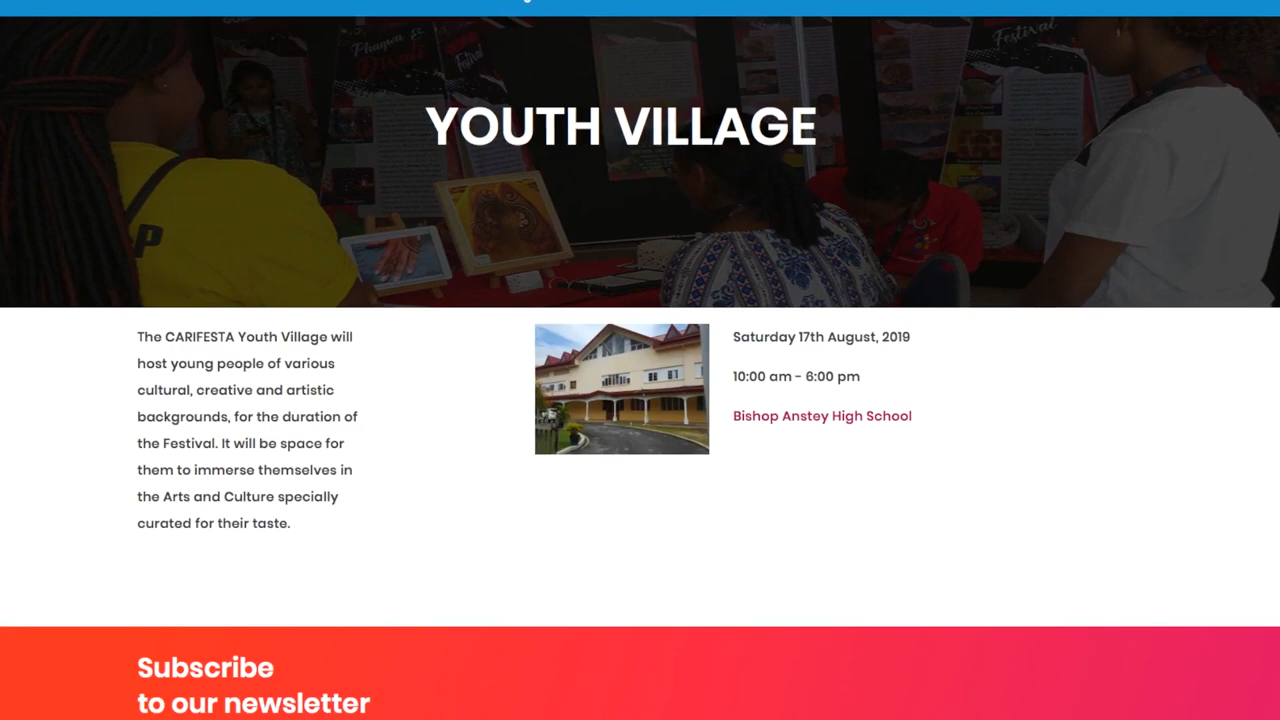 YOUTH VILLAGE
Phagwa &
Diwali
Festival
P
The CARIFESTA Youth Village will
host young people of various
cultural, creative and artistic
backgrounds, for the duration of
the Festival. It will be space for
them to immerse themselves in
the Arts and Culture specially
curated for their taste.
Saturday 17th August, 2019
10:00 am - 6:00 pm
Bishop Anstey High School
Subscribe
to our newsletter